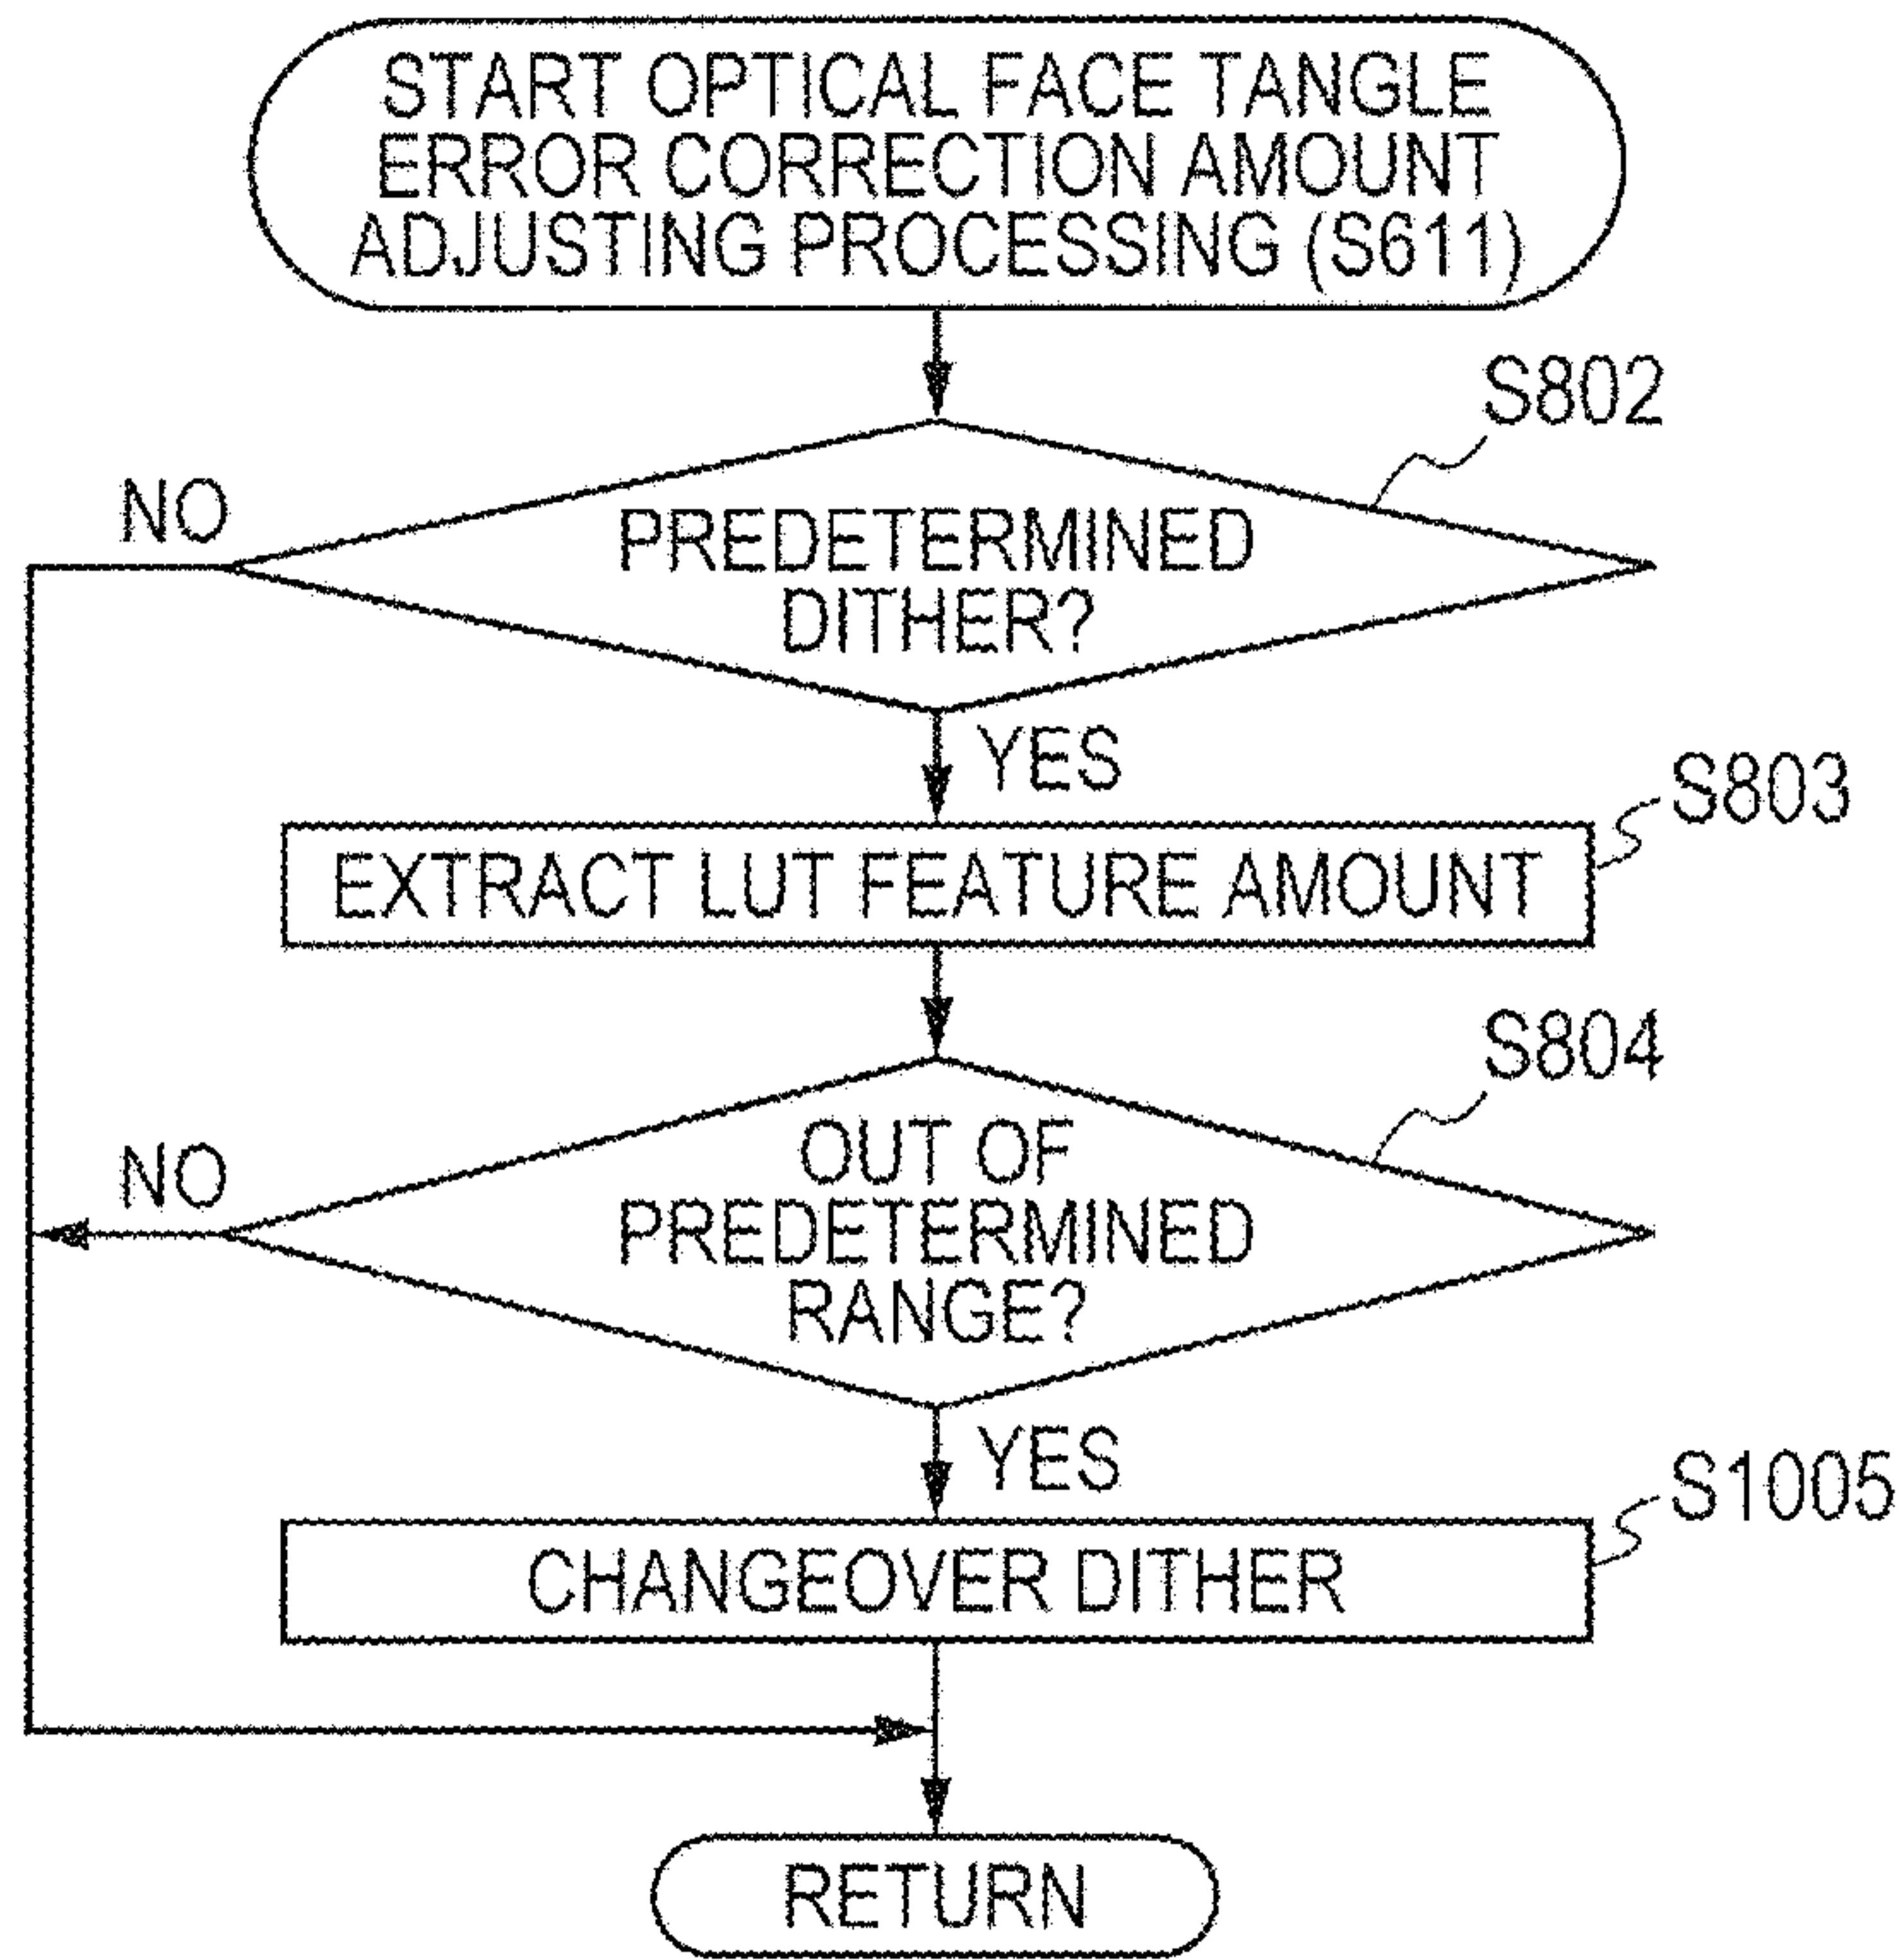 START OPTICAL FACE TANGLE
ERROR CORRECTION AMOUNT
ADJUSTING PROCESSING (S611)
S802
NO
PREDETERMINED
DITHER?
YES
S803
EXTRACT LUT FEATURE AMOUNT
S804
NO
OUT OF
PREDETERMINED
RANGE?
YES
S1005
CHANGEOVER DITHER
RETURN